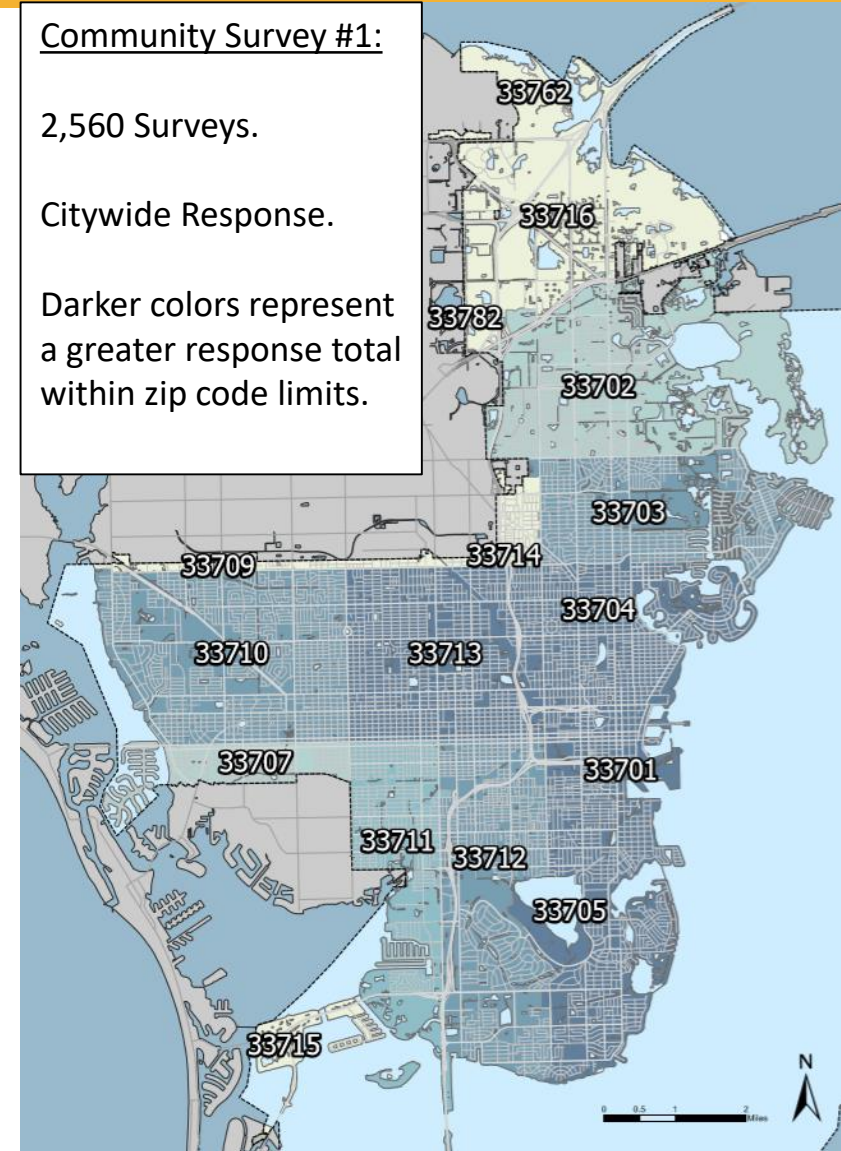 Community Survey #1:
2,560 Surveys.
Citywide Response.
Darker colors represent
a greater response total
within zip code limits.
33762
33716
33782
33702
33703
33714
33709
33704
33710
33713
33707
33701
33711
33712
33705
33715
N
0 0.5 1 2
Miles